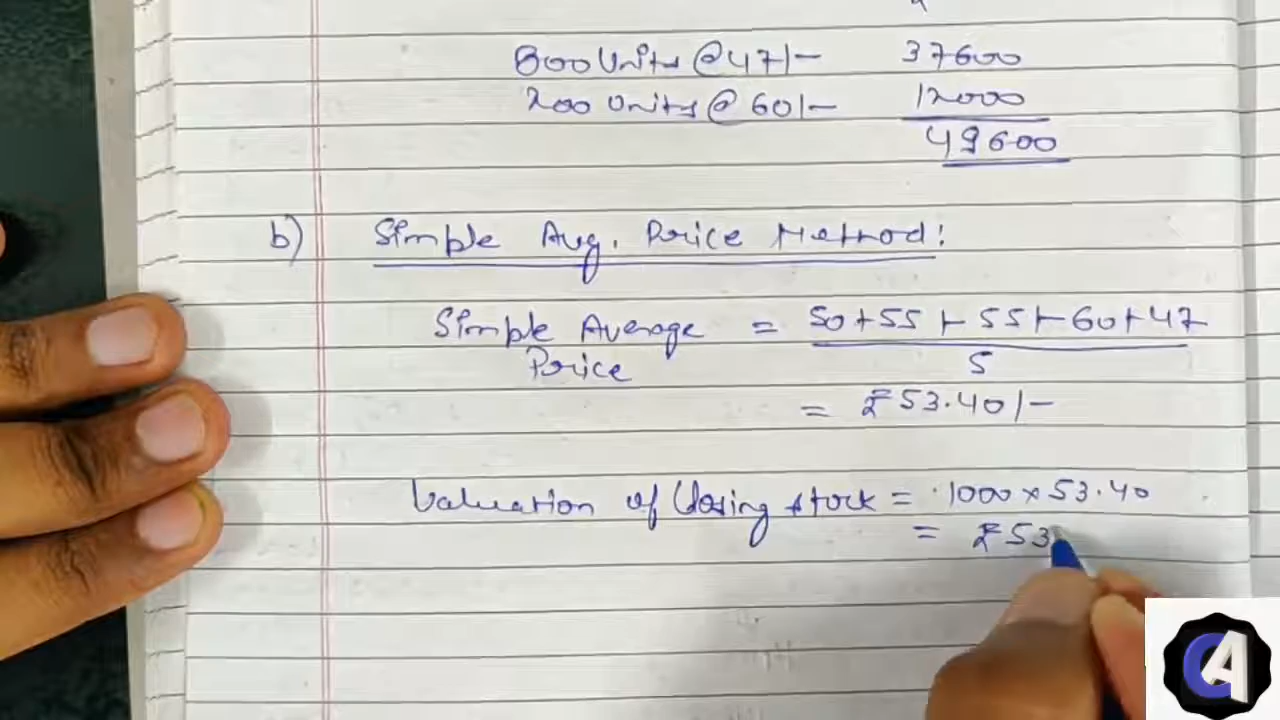 800 Units @ 47/- 37600
200 Units @ 60/- 12000
49600
b) Simple Avg. Price Method:
Simple Average Price = 50+55+55+60+47
5
= ₹53.40/-
Valuation of Closing stock = 1000 × 53.40
= ₹53
CA